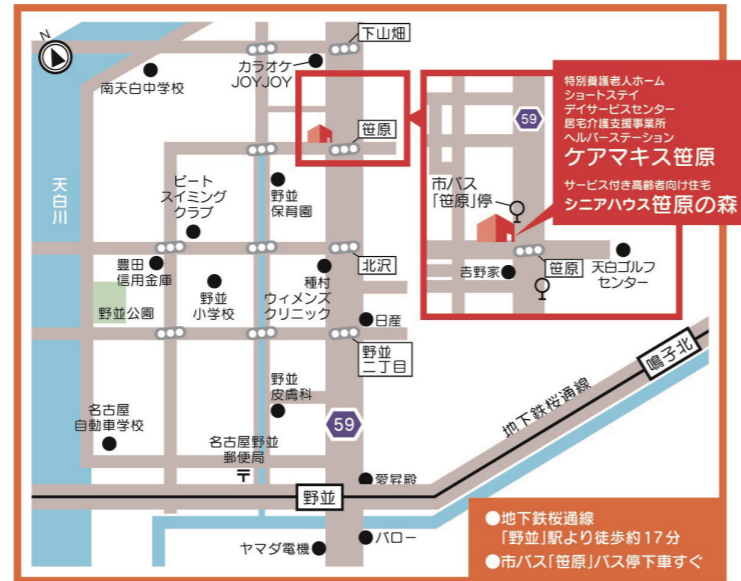 N
下山畑
カラオケ
JOYJOY
南天白中学校
笹原
天白川
ビート
スイミング
クラブ
野並
保育園
北沢
豊田
信用金庫
野並
小学校
種村
ウィメンズ
クリニック
野並公園
日産
野並
二丁目
野並
皮膚科
59
名古屋
自動車学校
名古屋野並
郵便局
〒
愛昇殿
野並
ヤマダ電機
バロー
地下鉄桜通線
鳴子北
59
市バス
「笹原」停
吉野家
笹原
天白ゴルフ
センター
特別養護老人ホーム
ショートステイ
デイサービスセンター
居宅介護支援事業所
ヘルパーステーション
ケアマキス笹原
サービス付き高齢者向け住宅
シニアハウス笹原の森
●地下鉄桜通線
「野並」駅より徒歩約17分
●市バス「笹原」バス停下車すぐ